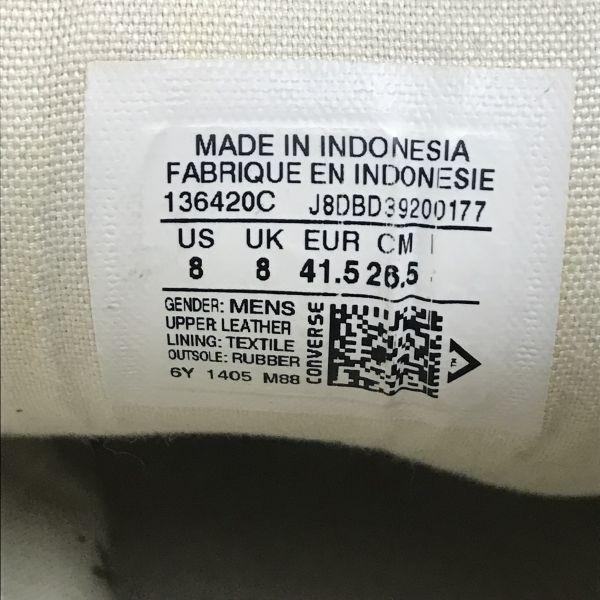 MADE IN INDONESIA
FABRIQUE EN INDONESIE
136420C J8DBD39200177
US UK EUR CM
8 8 41.5 26.5
GENDER: MENS
UPPER: LEATHER
LINING: TEXTILE
OUTSOLE: RUBBER
6Y 1405 M88
CONVERSE